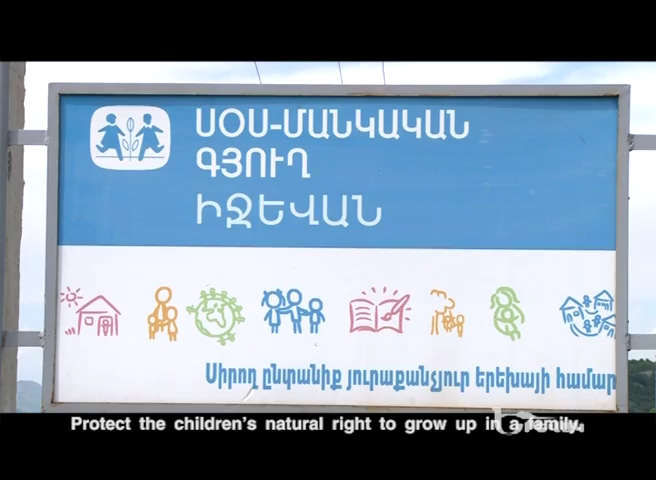 ՍՕՍ-ՄԱՆԿԱԿԱՆ
ԳՅՈՒՂ
ԻՋԵՎԱՆ
Սիրող ընտանիք յուրաքանչյուր երեխայի համար
Protect the children's natural right to grow up in a family.